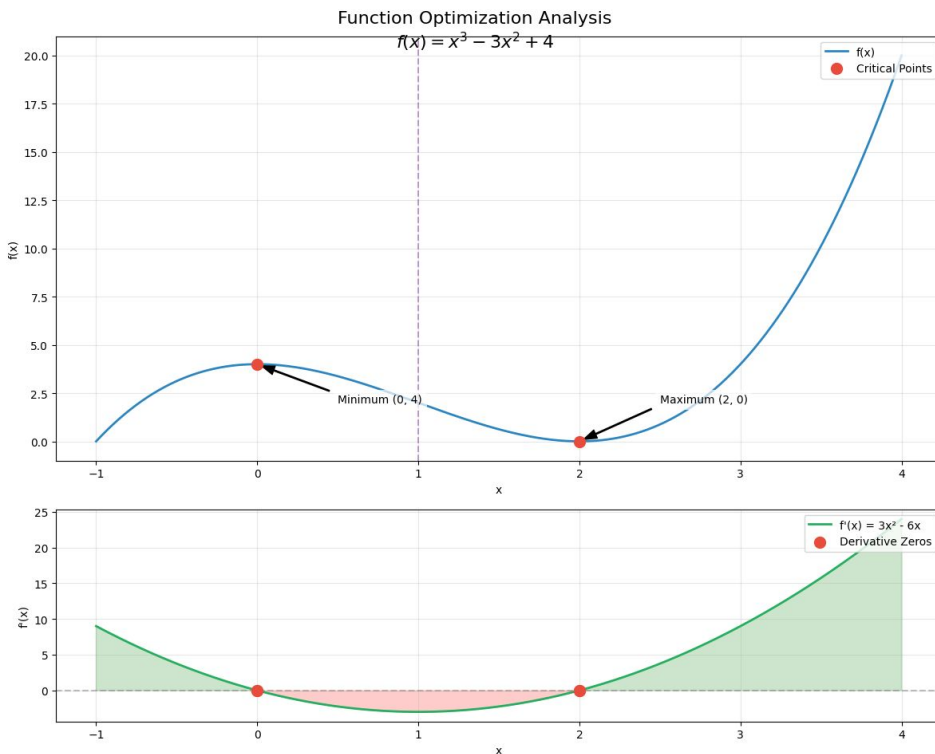 Function Optimization Analysis
f(x) = x³ − 3x² + 4
f(x)
Critical Points
20.0
17.5
15.0
12.5
10.0
7.5
5.0
2.5
0.0
f(x)
Minimum (0, 4)
Maximum (2, 0)
−1 0 1 2 3 4
x
f'(x) = 3x² - 6x
Derivative Zeros
25
20
15
10
5
0
f'(x)
−1 0 1 2 3 4
x